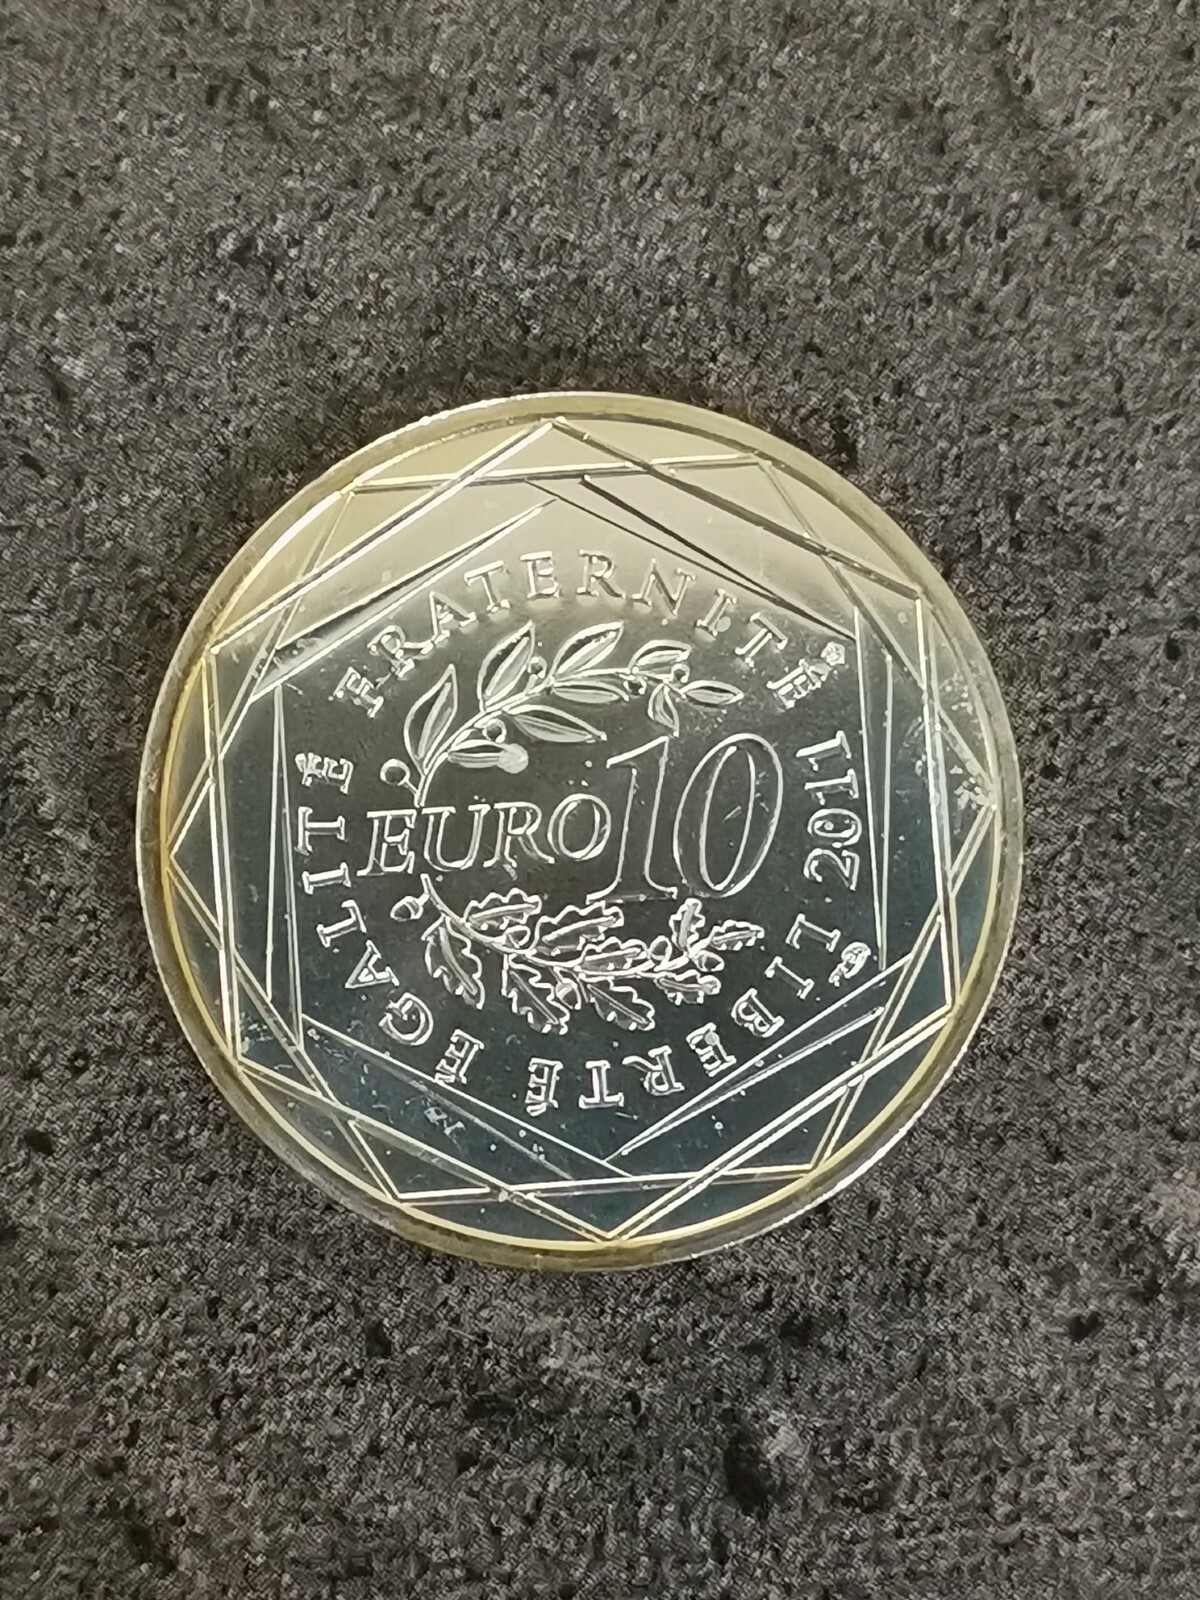 LIBERTÉ ÉGALITÉ FRATERNITÉ
2011
10
EURO